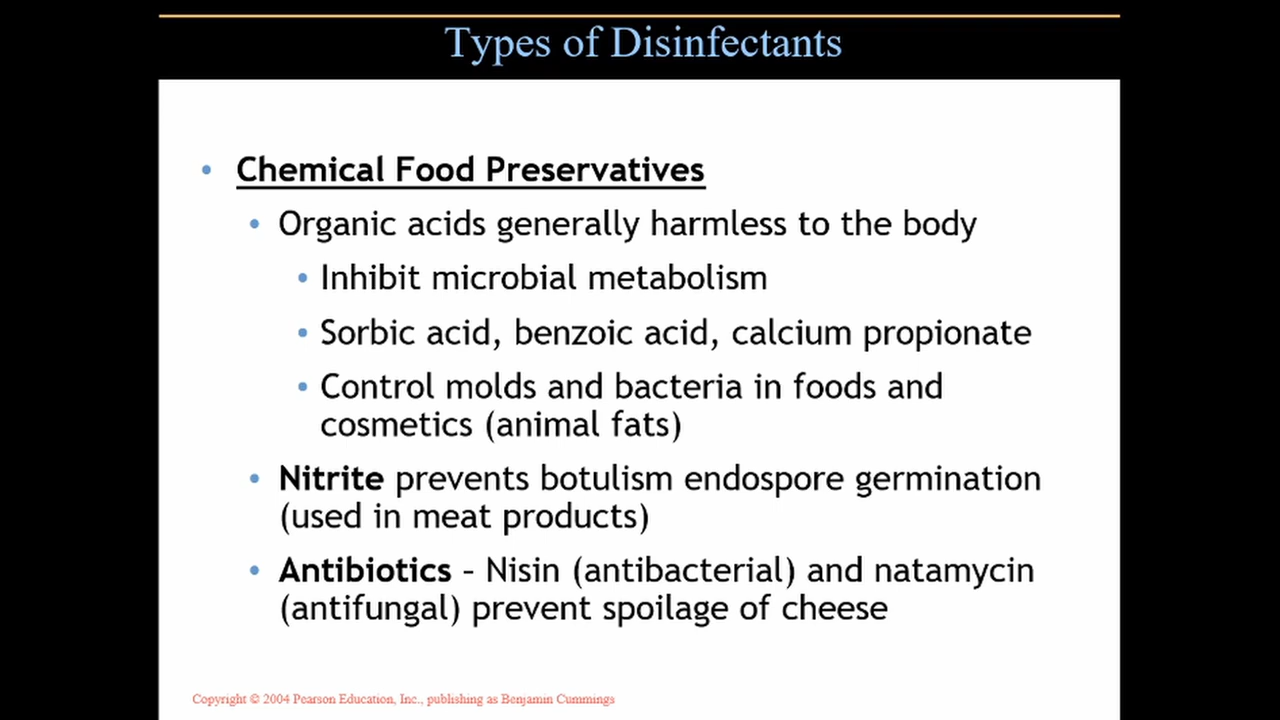 Types of Disinfectants
• Chemical Food Preservatives
• Organic acids generally harmless to the body
• Inhibit microbial metabolism
• Sorbic acid, benzoic acid, calcium propionate
• Control molds and bacteria in foods and
cosmetics (animal fats)
• Nitrite prevents botulism endospore germination
(used in meat products)
• Antibiotics – Nisin (antibacterial) and natamycin
(antifungal) prevent spoilage of cheese
Copyright © 2004 Pearson Education, Inc., publishing as Benjamin Cummings